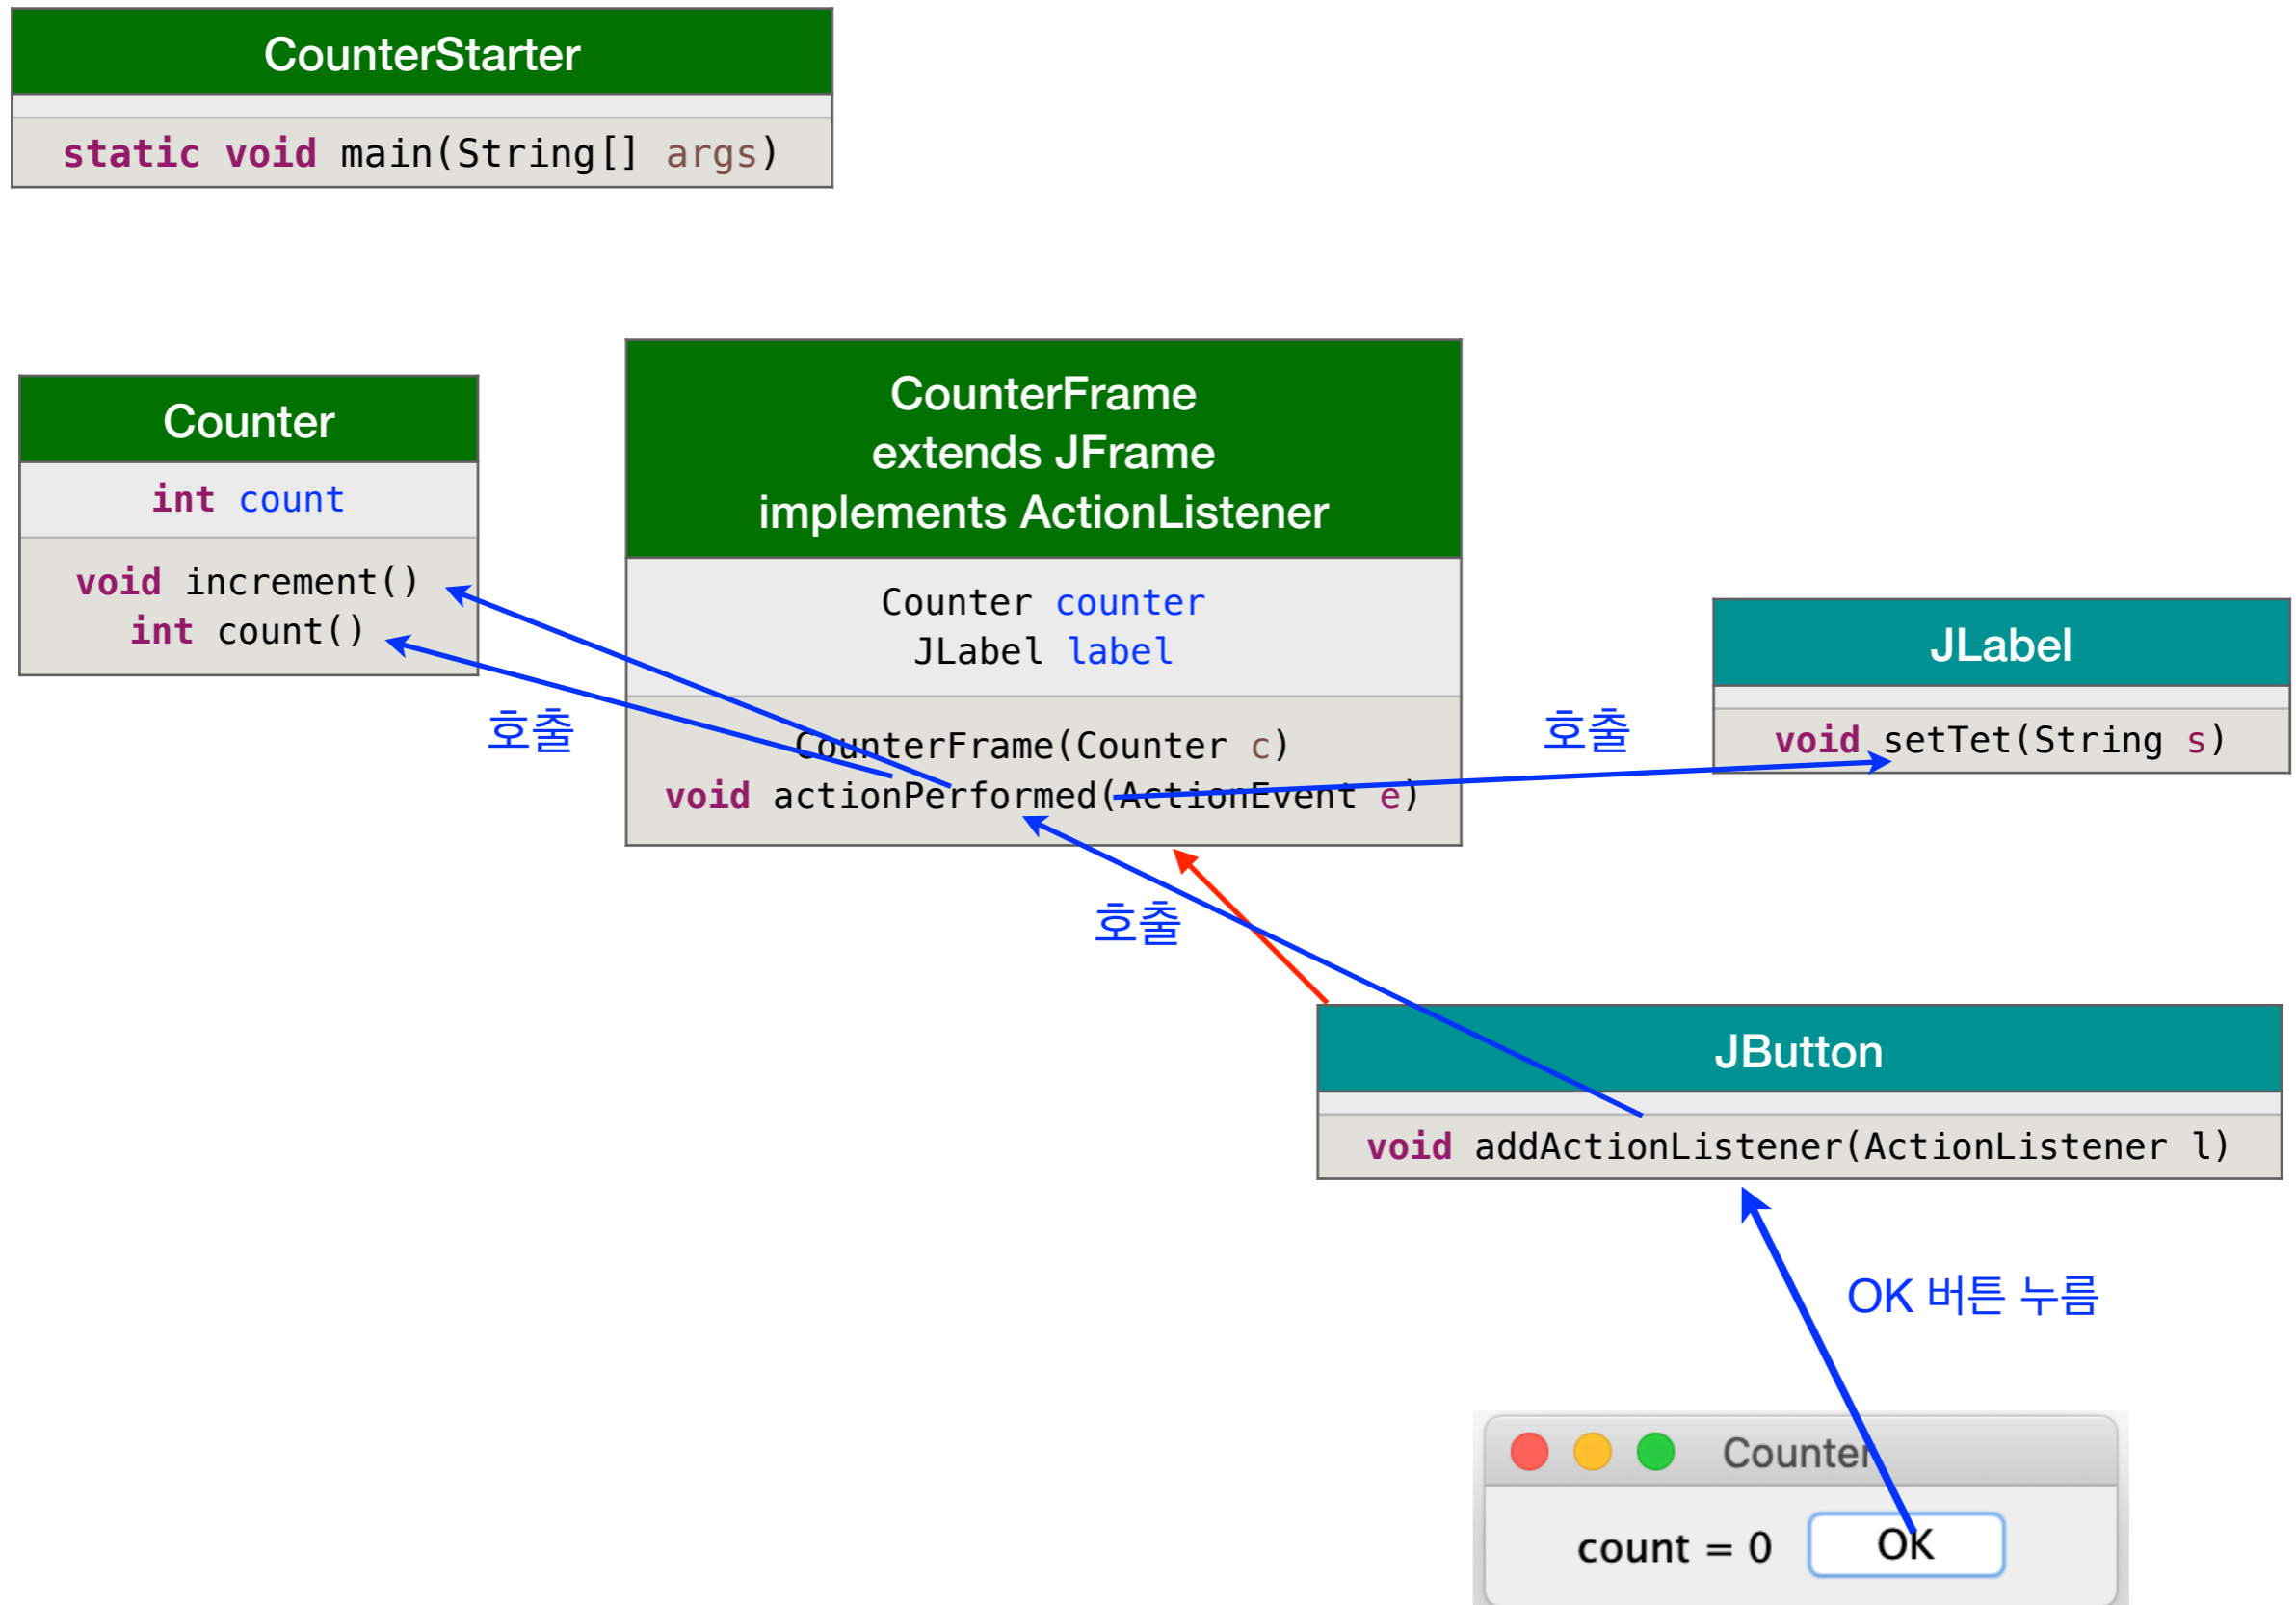 CounterStarter
static void main(String[] args)
Counter
int count
void increment()
int count()
CounterFrame
extends JFrame
implements ActionListener
Counter counter
JLabel label
CounterFrame(Counter c)
void actionPerformed(ActionEvent e)
JLabel
void setTet(String s)
호출
호출
호출
JButton
void addActionListener(ActionListener l)
OK 버튼 누름
Counter
count = 0
OK